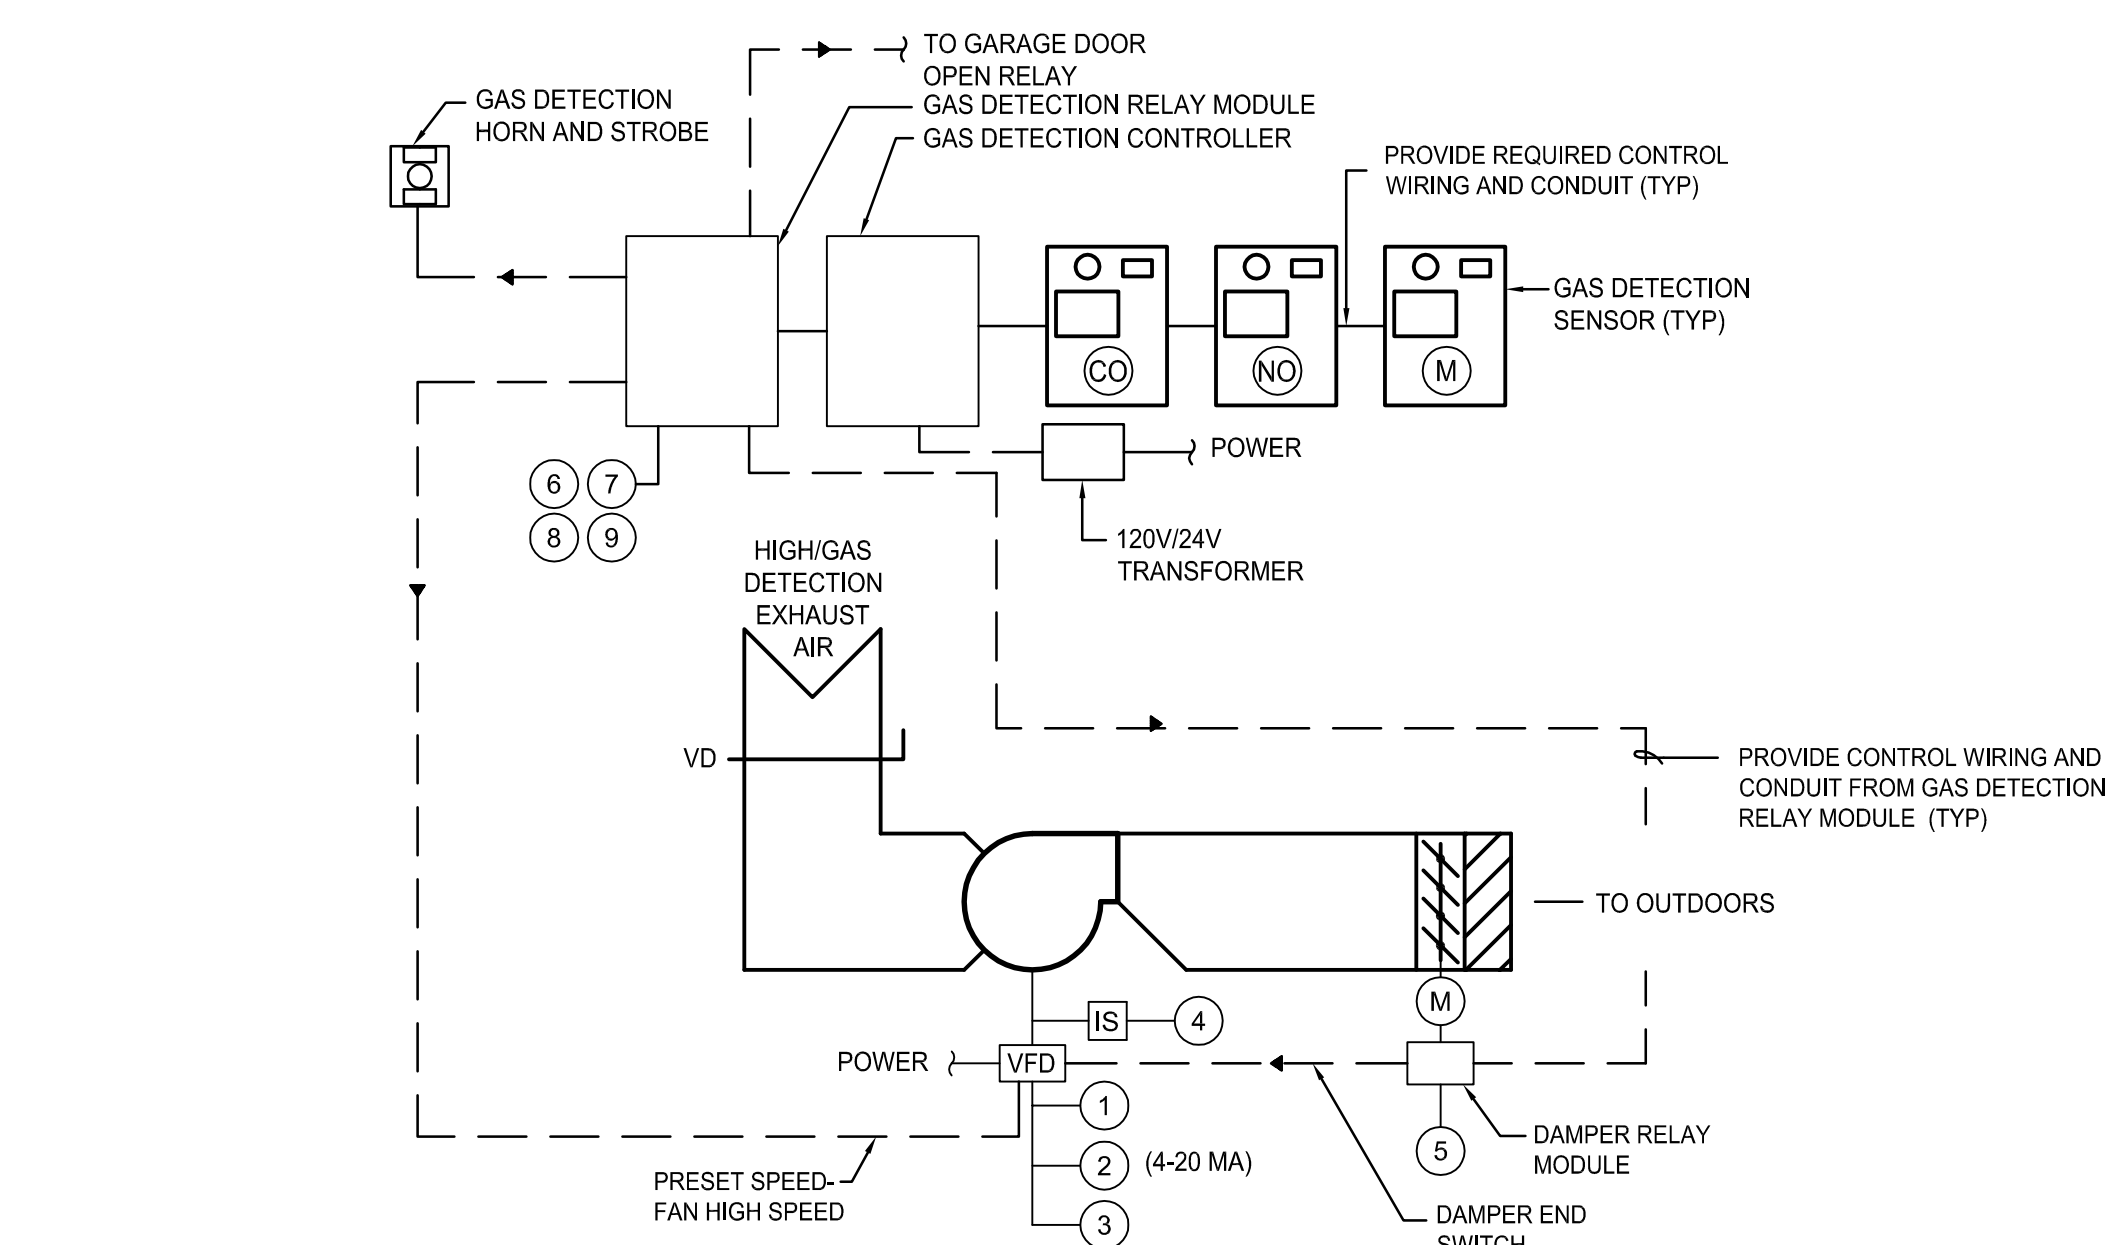 TO GARAGE DOOR
OPEN RELAY
GAS DETECTION
HORN AND STROBE
GAS DETECTION RELAY MODULE
GAS DETECTION CONTROLLER
PROVIDE REQUIRED CONTROL
WIRING AND CONDUIT (TYP)
GAS DETECTION
SENSOR (TYP)
CO
NO
M
POWER
6
7
8
9
120V/24V
TRANSFORMER
HIGH/GAS
DETECTION
EXHAUST
AIR
VD
PROVIDE CONTROL WIRING AND
CONDUIT FROM GAS DETECTION
RELAY MODULE (TYP)
TO OUTDOORS
M
IS
4
POWER
VFD
1
2
(4-20 MA)
3
5
DAMPER RELAY
MODULE
PRESET SPEED-
FAN HIGH SPEED
DAMPER END
SWITCH